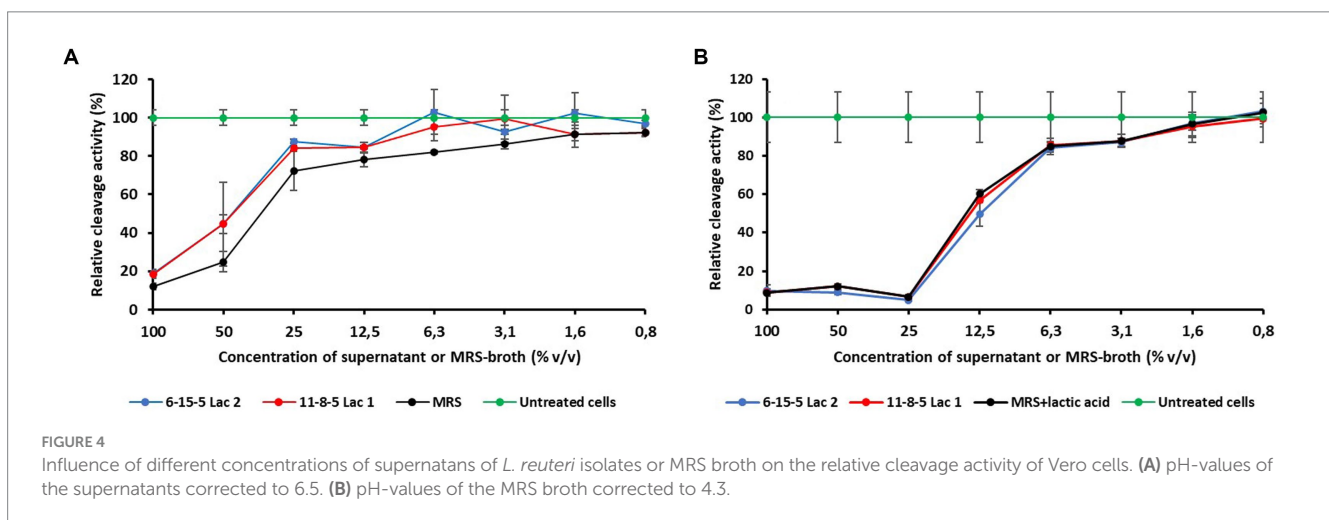 A
B
120
100
80
60
40
20
0
Relative cleavage activity (%)
100 50 25 12,5 6,3 3,1 1,6 0,8
Concentration of supernatant or MRS-broth (% v/v)
6-15-5 Lac 2 11-8-5 Lac 1 MRS Untreated cells
120
100
80
60
40
20
0
Relative cleavage actity (%)
100 50 25 12,5 6,3 3,1 1,6 0,8
Concentration of supernatant or MRS-broth (% v/v)
6-15-5 Lac 2 11-8-5 Lac 1 MRS+lactic acid Untreated cells
FIGURE 4
Influence of different concentrations of supernatans of L. reuteri isolates or MRS broth on the relative cleavage activity of Vero cells. (A) pH-values of
the supernatants corrected to 6.5. (B) pH-values of the MRS broth corrected to 4.3.